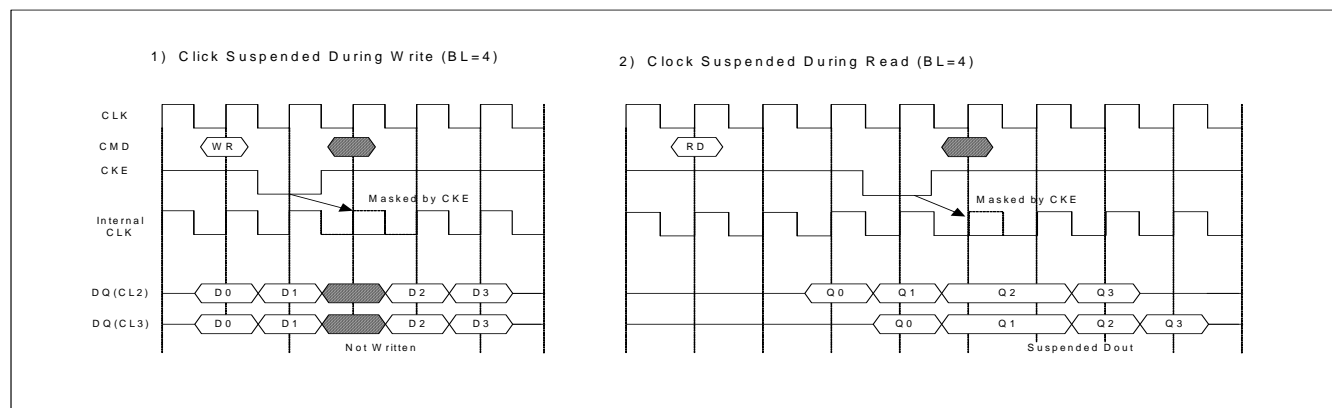 1) Click Suspended During Write (BL=4)
2) Clock Suspended During Read (BL=4)
CLK
CMD
WR
RD
CKE
Masked by CKE
Masked by CKE
Internal
CLK
DQ(CL2)
D0 D1 D2 D3
Q0 Q1 Q2 Q3
DQ(CL3)
D0 D1 D2 D3
Q0 Q1 Q2 Q3
Not Written
Suspended Dout